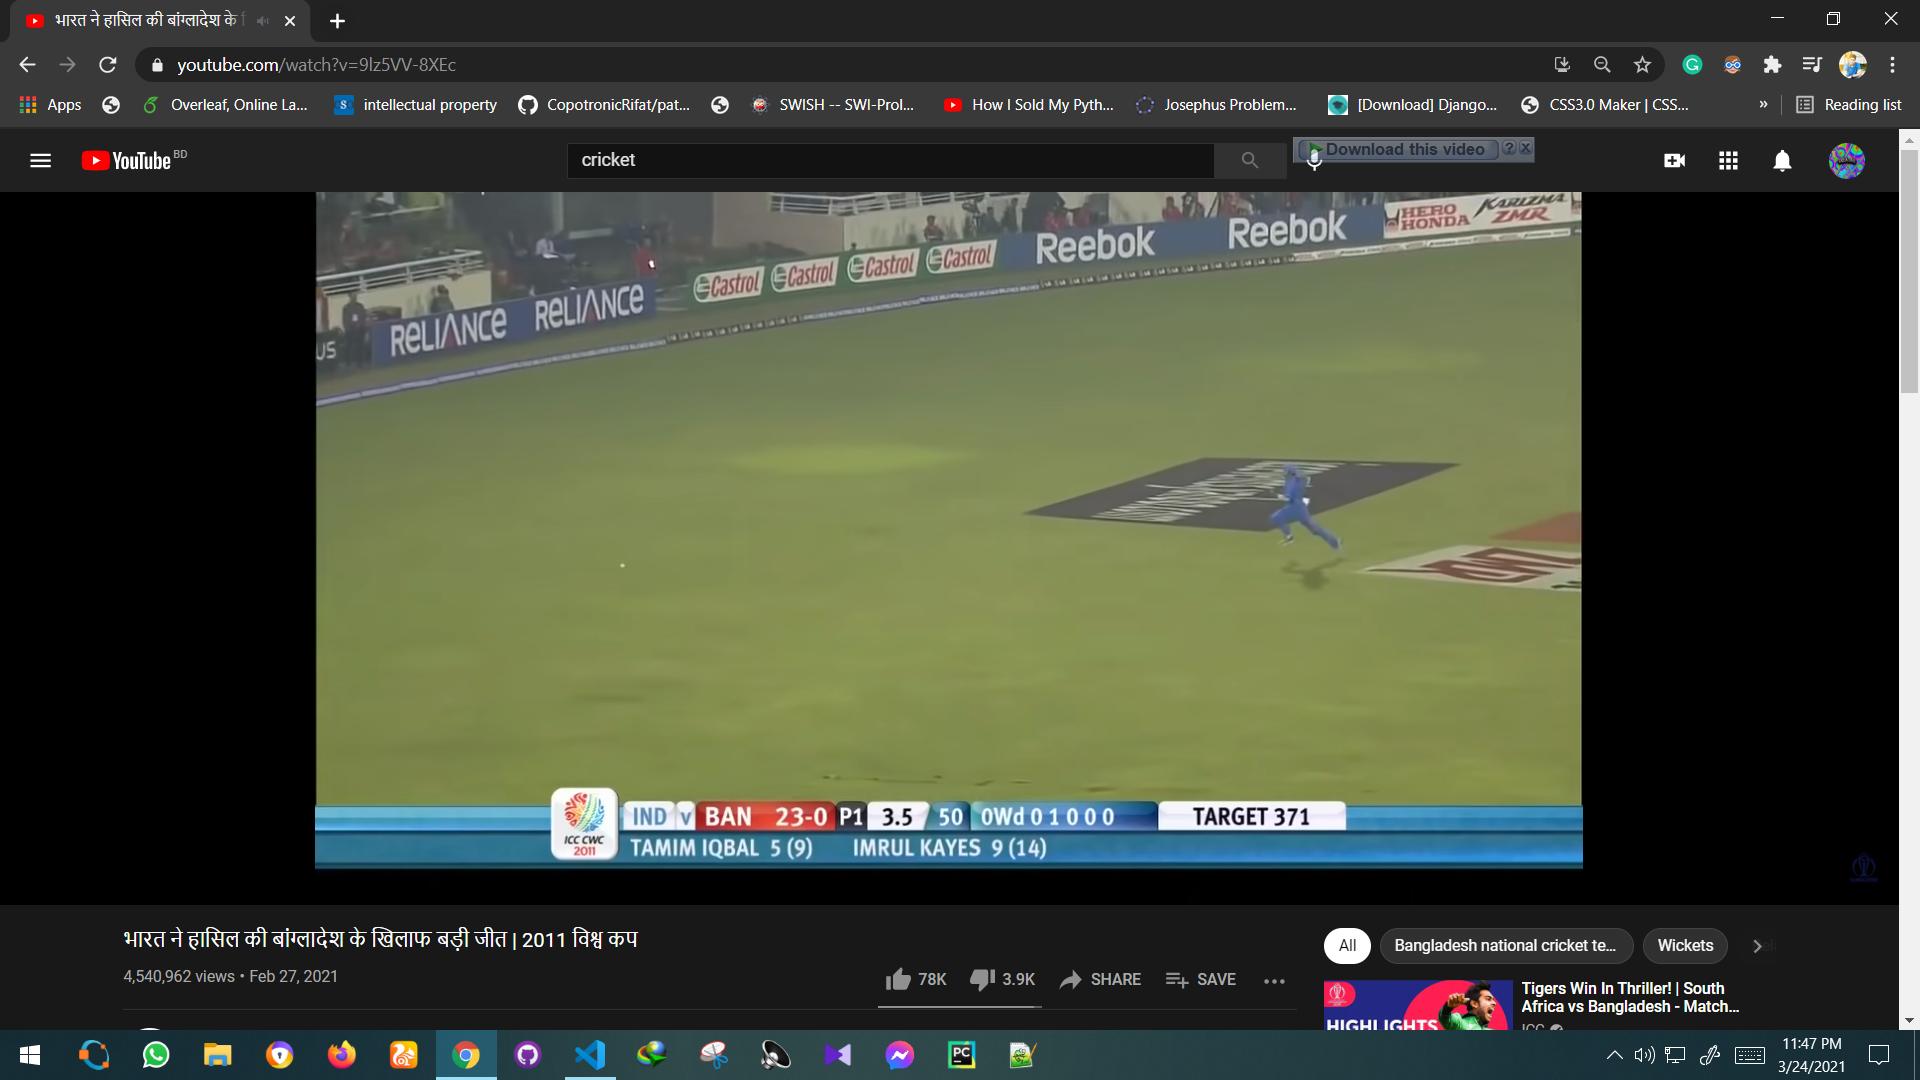 भारत ने हासिल की बांग्लादेश के
youtube.com/watch?v=9lz5VV-8XEc
Apps Overleaf, Online La... intellectual property CopotronicRifat/pat... SWISH -- SWI-Prol... How I Sold My Pyth... Josephus Problem... [Download] Django... CSS3.0 Maker | CSS... » Reading list
YouTube BD cricket Download this video
RELIANCE RELIANCE Castrol Castrol Castrol Castrol Reebok Reebok HERO HONDA KARIZMA ZMR
ICC CWC 2011
IND v BAN 23-0 P1 3.5 50 0Wd 0 1 0 0 0 TARGET 371
TAMIM IQBAL 5 (9) IMRUL KAYES 9 (14)
भारत ने हासिल की बांग्लादेश के खिलाफ बड़ी जीत | 2011 विश्व कप
4,540,962 views • Feb 27, 2021
78K 3.9K SHARE SAVE
All Bangladesh national cricket te... Wickets
HIGHLIGHTS
Tigers Win In Thriller! | South
Africa vs Bangladesh - Match...
ICC
11:47 PM
3/24/2021